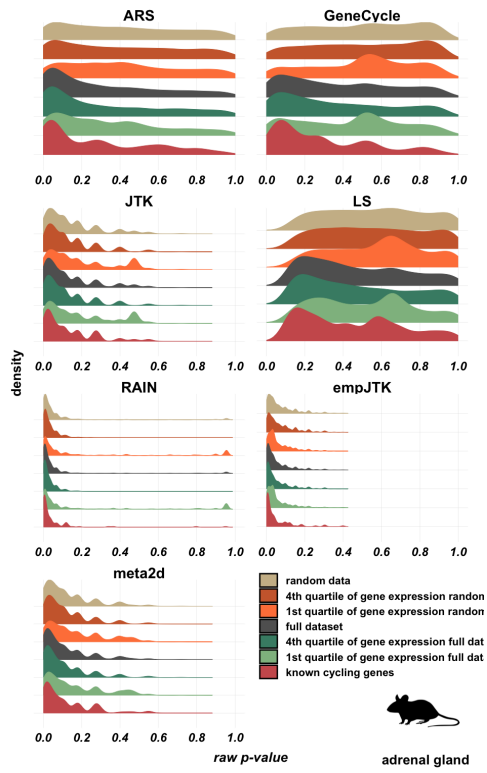 ARS GeneCycle
0.0 0.2 0.4 0.6 0.8 1.0 0.0 0.2 0.4 0.6 0.8 1.0
JTK LS
0.0 0.2 0.4 0.6 0.8 1.0 0.0 0.2 0.4 0.6 0.8 1.0
density
RAIN empJTK
0.0 0.2 0.4 0.6 0.8 1.0 0.0 0.2 0.4 0.6 0.8 1.0
meta2d
random data
4th quartile of gene expression random
1st quartile of gene expression random
full dataset
4th quartile of gene expression full dat
1st quartile of gene expression full dat
known cycling genes
0.0 0.2 0.4 0.6 0.8 1.0
raw p-value
adrenal gland